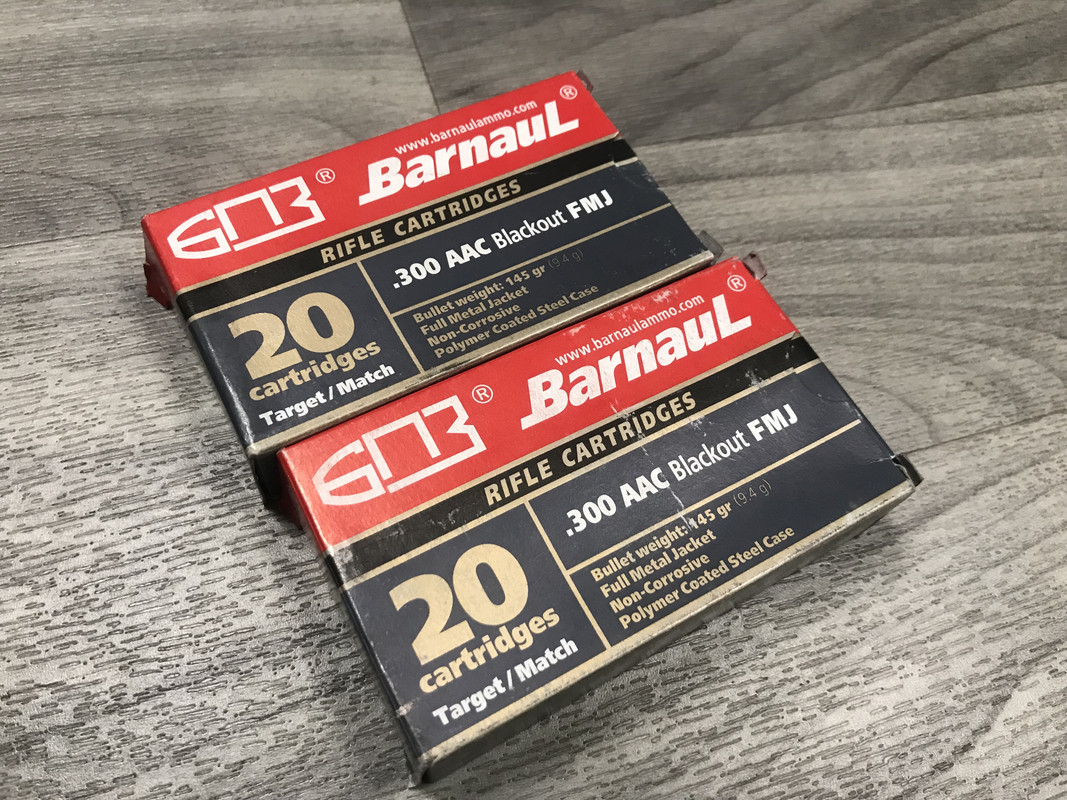 www.barnaulammo.com
БПЗ® BarnauL®
RIFLE CARTRIDGES
.300 AAC Blackout FMJ
20
cartridges
Target / Match
Bullet weight: 145 gr (9.4 g)
Full Metal Jacket
Non-Corrosive
Polymer Coated Steel Case
www.barnaulammo.com
БПЗ® BarnauL®
RIFLE CARTRIDGES
.300 AAC Blackout FMJ
20
cartridges
Target / Match
Bullet weight: 145 gr (9.4 g)
Full Metal Jacket
Non-Corrosive
Polymer Coated Steel Case